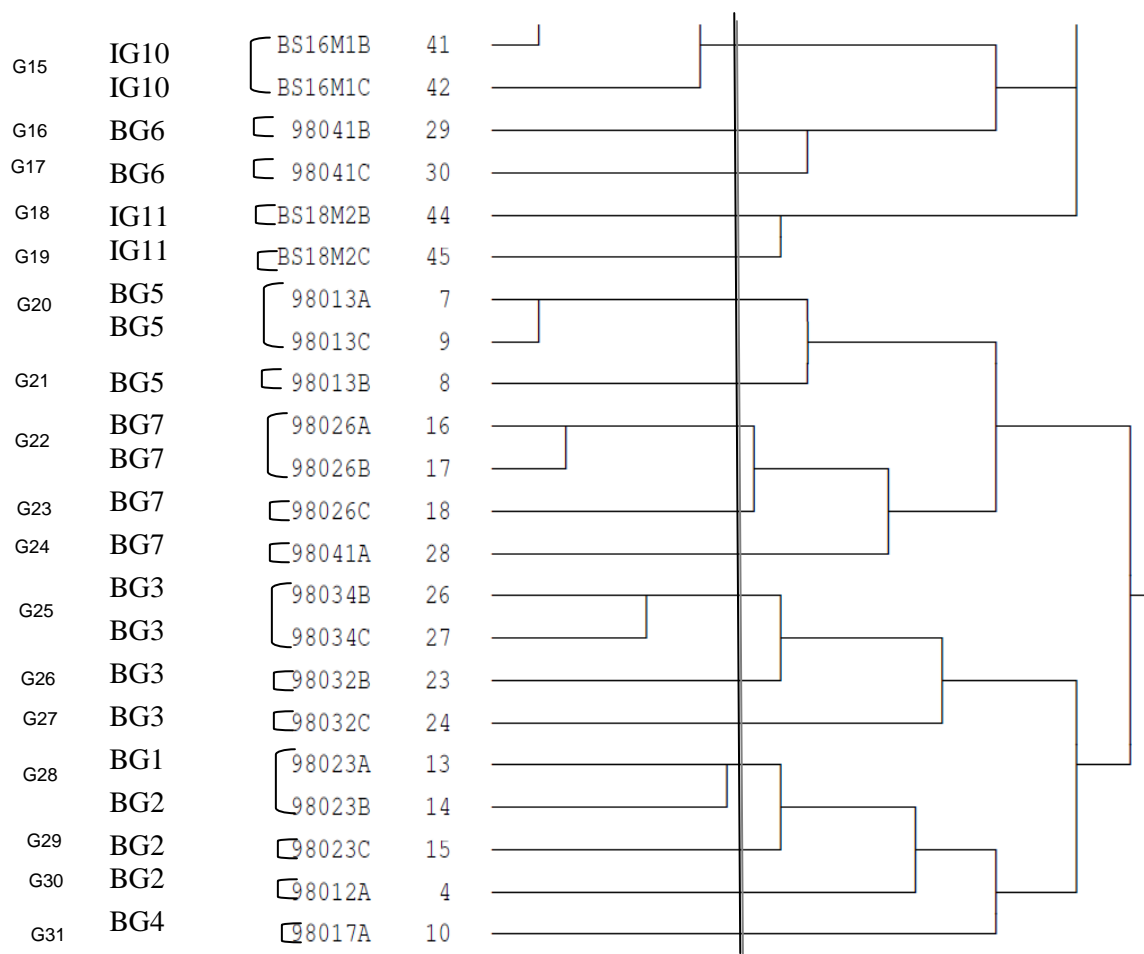 G15 IG10 BS16M1B 41
IG10 BS16M1C 42
G16 BG6 98041B 29
G17 BG6 98041C 30
G18 IG11 BS18M2B 44
G19 IG11 BS18M2C 45
G20 BG5 98013A 7
BG5 98013C 9
G21 BG5 98013B 8
G22 BG7 98026A 16
BG7 98026B 17
G23 BG7 98026C 18
G24 BG7 98041A 28
G25 BG3 98034B 26
BG3 98034C 27
G26 BG3 98032B 23
G27 BG3 98032C 24
G28 BG1 98023A 13
BG2 98023B 14
G29 BG2 98023C 15
G30 BG2 98012A 4
G31 BG4 98017A 10